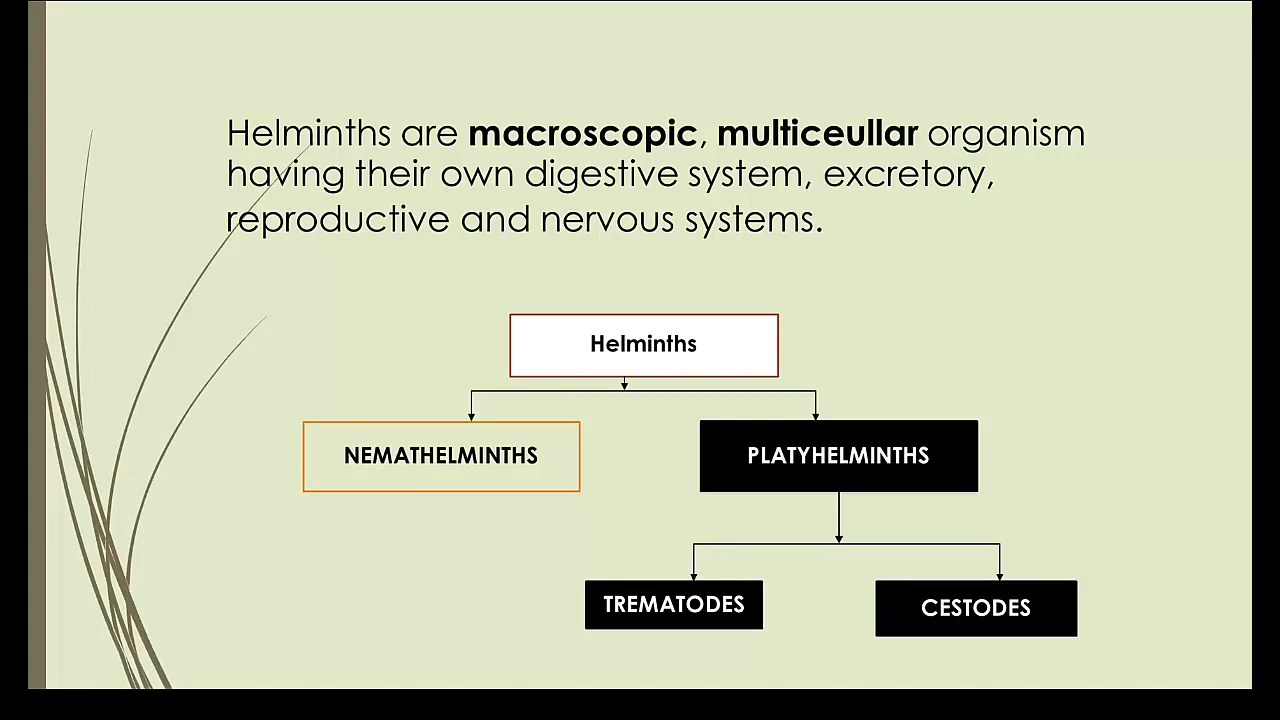 Helminths are macroscopic, multiceullar organism
having their own digestive system, excretory,
reproductive and nervous systems.
Helminths
NEMATHELMINTHS
PLATYHELMINTHS
TREMATODES
CESTODES